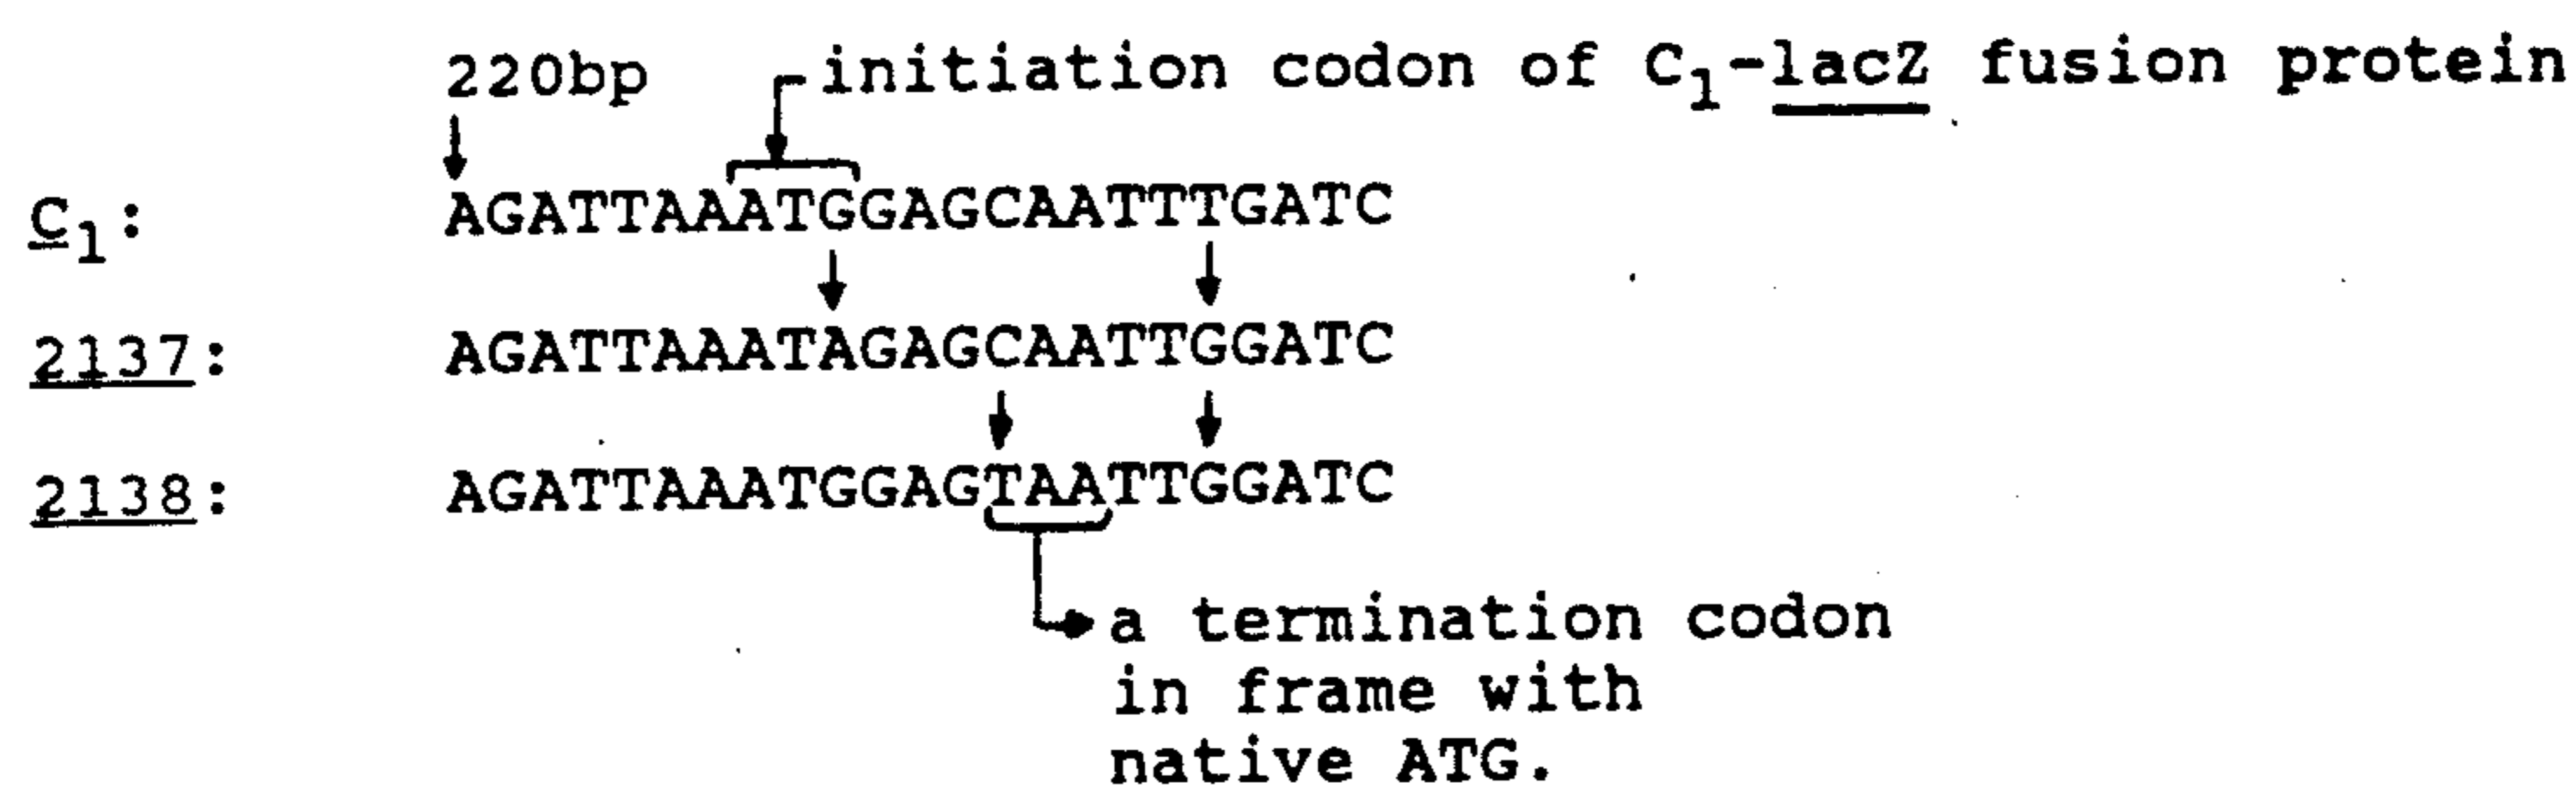 220bp initiation codon of C1-lacZ fusion protein
C1: AGATTAAATGGAGCAATTTGATC
2137: AGATTAAATAGAGCAATTGGATC
2138: AGATTAAATGGAGTAATTGGATC
a termination codon
in frame with
native ATG.